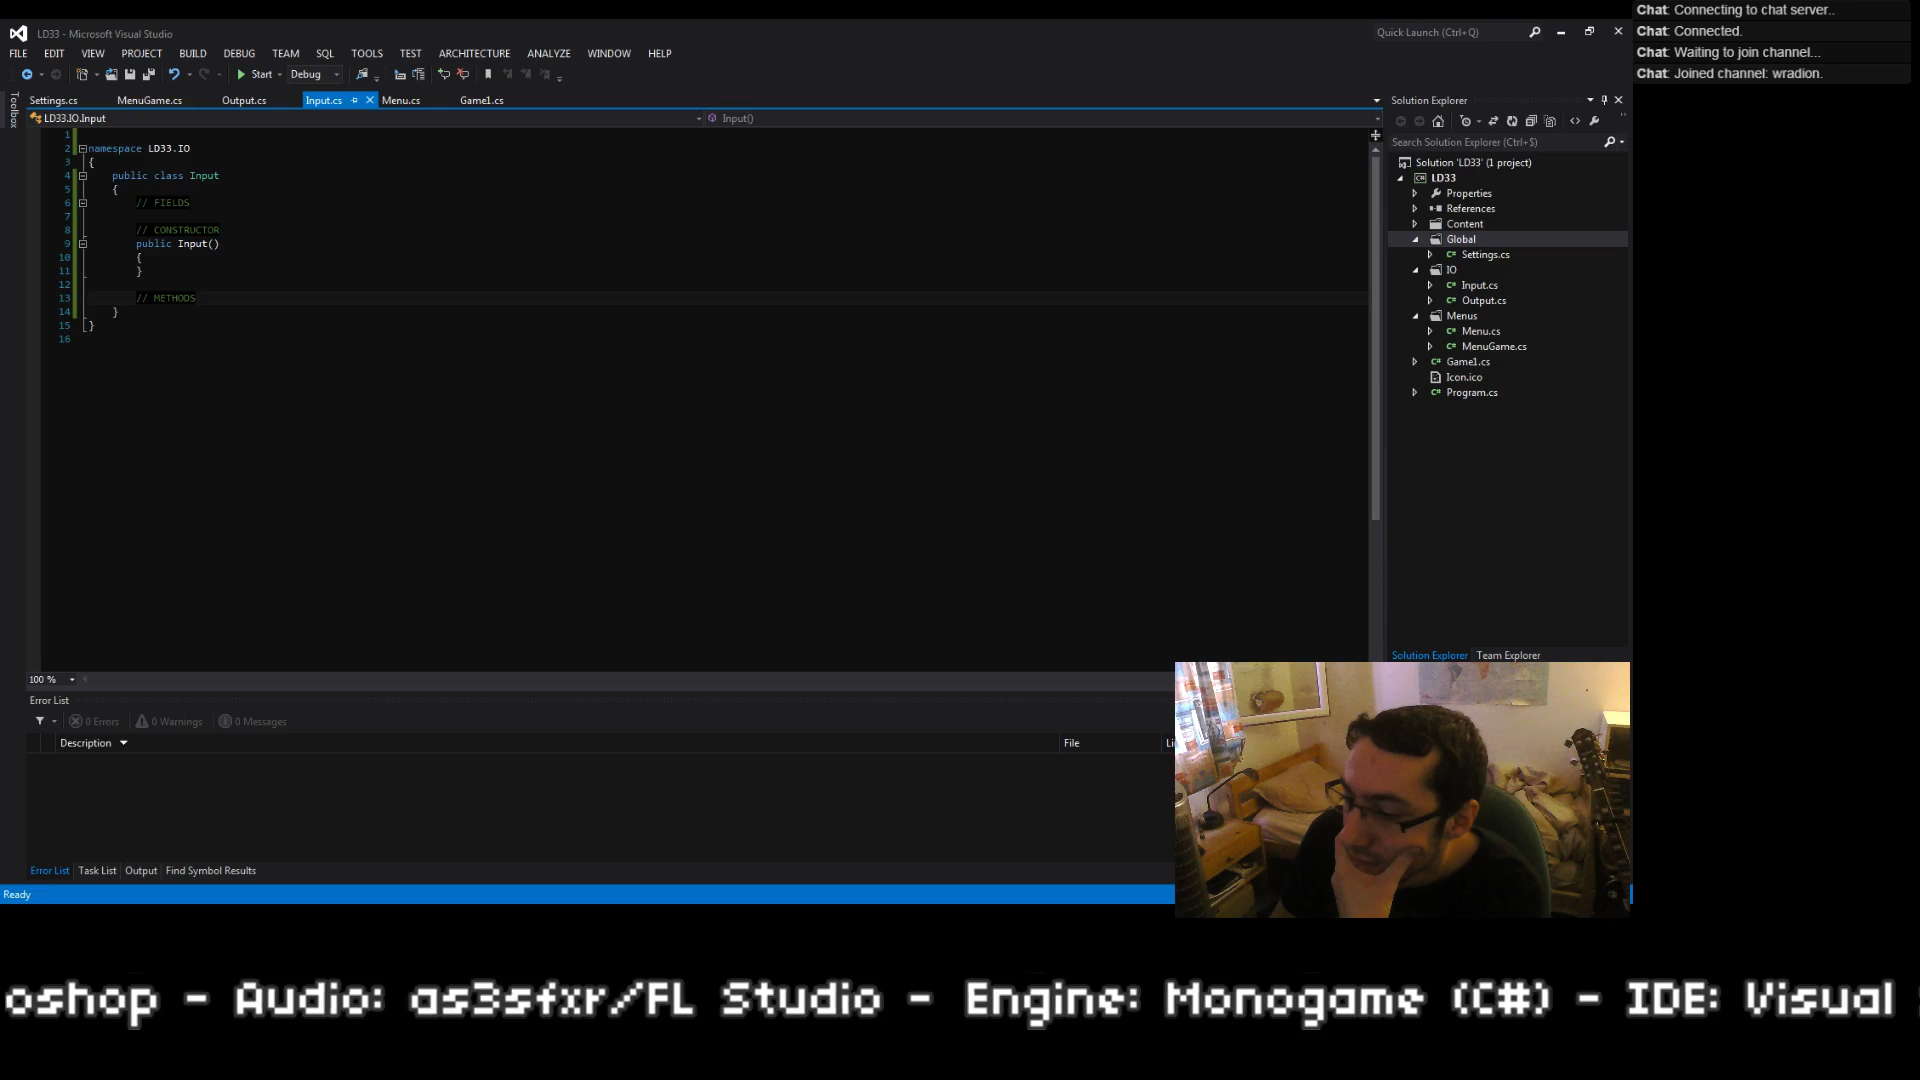 LD33 - Microsoft Visual Studio
Quick Launch (Ctrl+Q)
FILE EDIT VIEW PROJECT BUILD DEBUG TEAM SQL TOOLS TEST ARCHITECTURE ANALYZE WINDOW HELP
Start Debug
Toolbox
Settings.cs MenuGame.cs Output.cs Input.cs Menu.cs Game1.cs
LD33.IO.Input Input()
1
2 namespace LD33.IO
3 {
4 public class Input
5 {
6 // FIELDS
7
8 // CONSTRUCTOR
9 public Input()
10 {
11 }
12
13 // METHODS
14 }
15 }
16
100 %
Solution Explorer
Search Solution Explorer (Ctrl+$)
Solution 'LD33' (1 project)
LD33
Properties
References
Content
Global
Settings.cs
IO
Input.cs
Output.cs
Menus
Menu.cs
MenuGame.cs
Game1.cs
Icon.ico
Program.cs
Solution Explorer Team Explorer
Error List
0 Errors 0 Warnings 0 Messages
Description File Li
Error List Task List Output Find Symbol Results
Ready
Chat: Connecting to chat server..
Chat: Connected.
Chat: Waiting to join channel...
Chat: Joined channel: wradion.
oshop - Audio: as3sfxr/FL Studio - Engine: Monogame (C#) - IDE: Visual